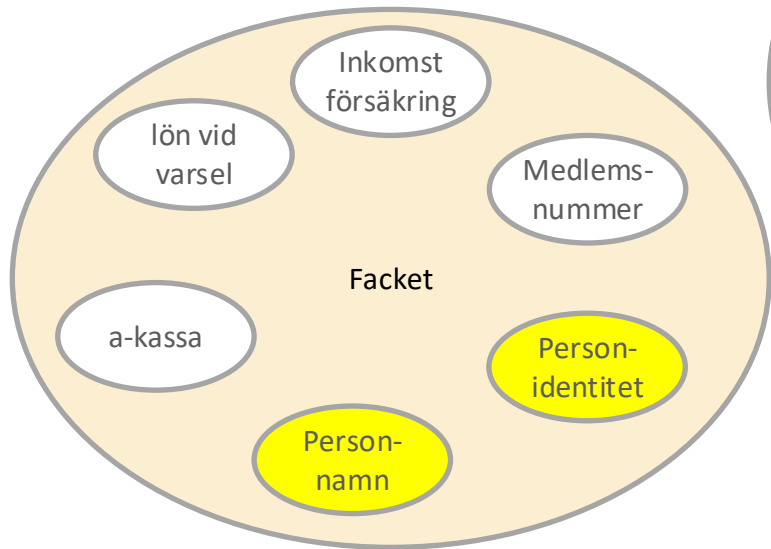 Inkomst
försäkring
lön vid
varsel
Medlems-
nummer
Facket
a-kassa
Person-
identitet
Person-
namn